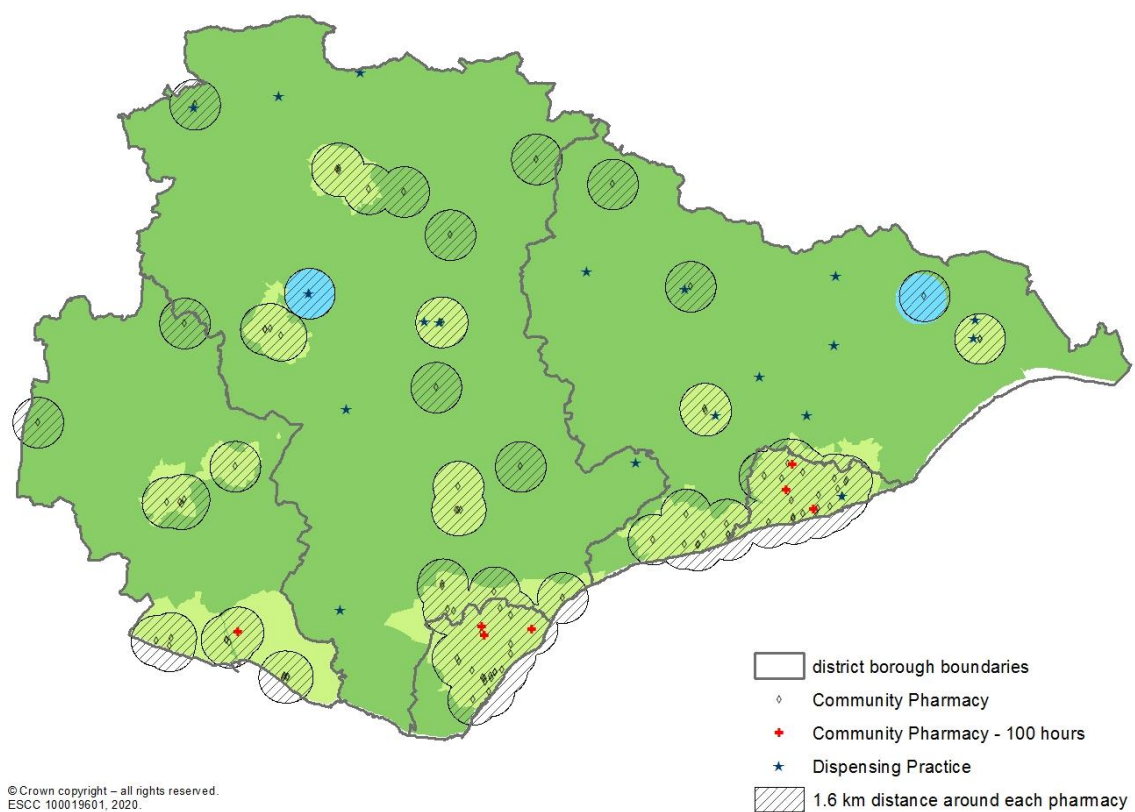 district borough boundaries
Community Pharmacy
Community Pharmacy - 100 hours
Dispensing Practice
1.6 km distance around each pharmacy
© Crown copyright – all rights reserved.
ESCC 100019601, 2020.